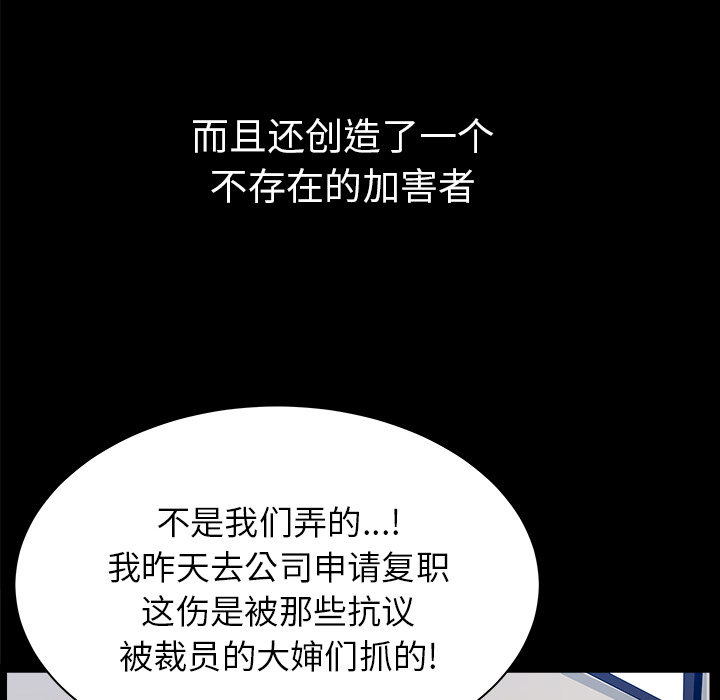 而且还创造了一个
不存在的加害者
不是我们弄的...!
我昨天去公司申请复职
这伤是被那些抗议
被裁员的大婶们抓的!